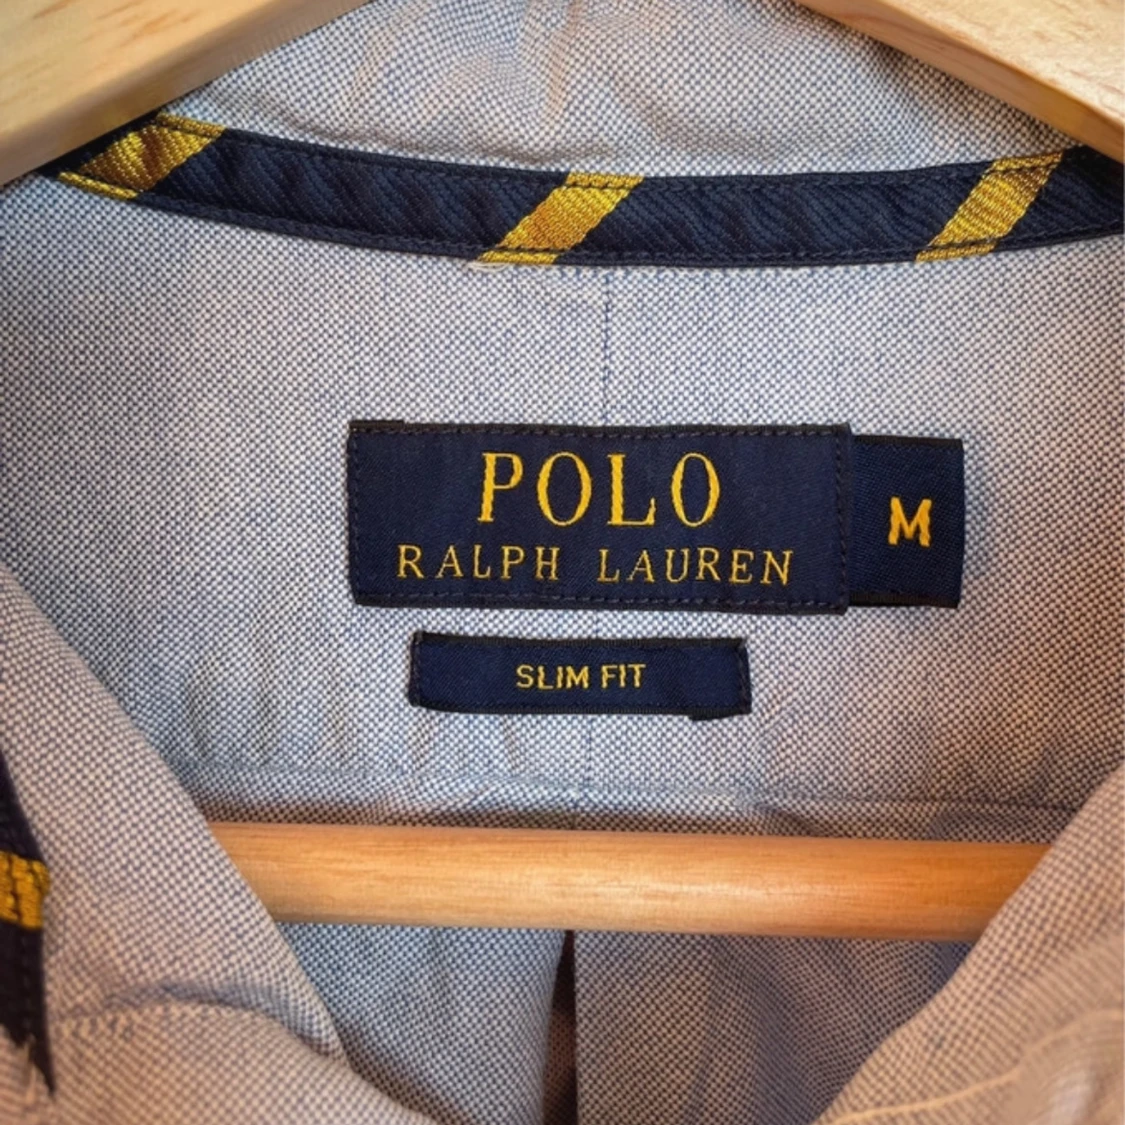 POLO
RALPH LAUREN
M
SLIM FIT